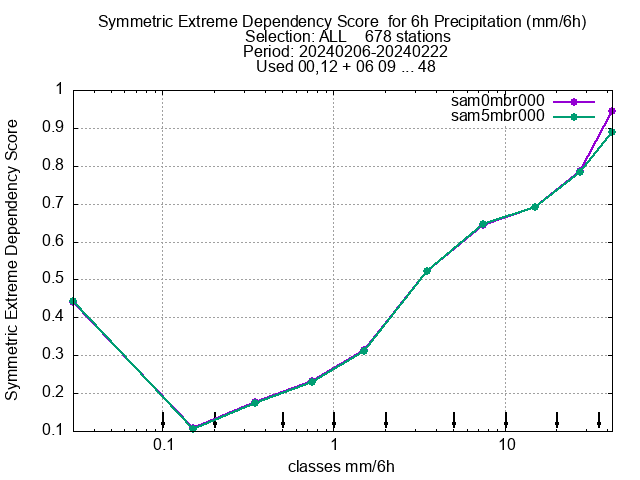 Symmetric Extreme Dependency Score  for 6h Precipitation (mm/6h)
Selection: ALL    678 stations
Period: 20240206-20240222
Used 00,12 + 06 09 ... 48
sam0mbr000
sam5mbr000
1
0.9
0.8
0.7
0.6
0.5
0.4
0.3
0.2
0.1
Symmetric Extreme Dependency Score
0.1 1 10
classes mm/6h